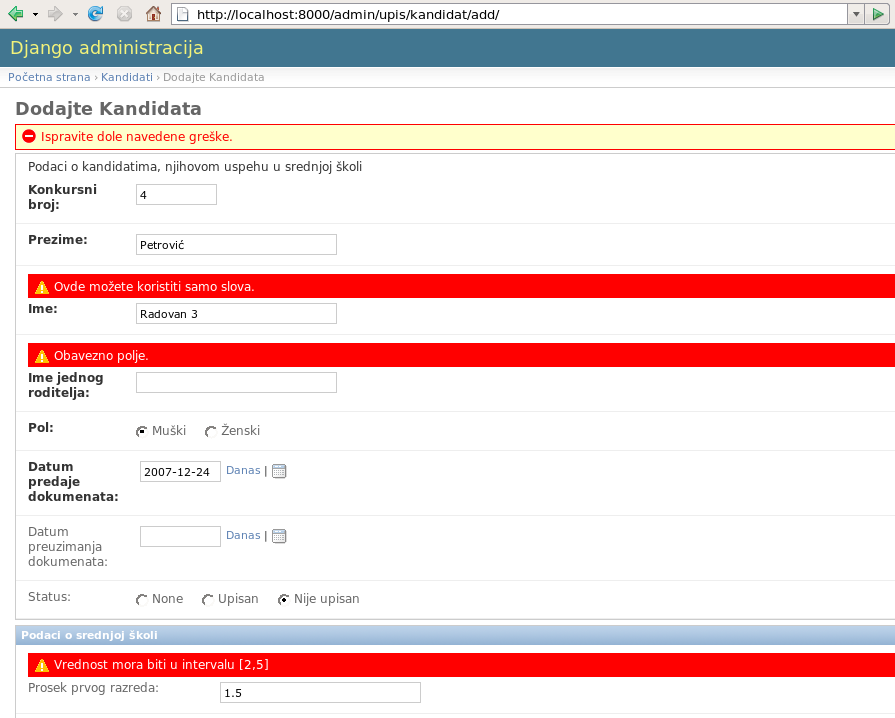 http://localhost:8000/admin/upis/kandidat/add/
Django administracija
Početna strana › Kandidati › Dodajte Kandidata
Dodajte Kandidata
Ispravite dole navedene greške.
Podaci o kandidatima, njihovom uspehu u srednjoj školi
Konkursni
broj:
4
Prezime:
Petrović
Ovde možete koristiti samo slova.
Ime:
Radovan 3
Obavezno polje.
Ime jednog
roditelja:
Pol:
Muški
Ženski
Datum
predaje
dokumenata:
2007-12-24
Danas |
Datum
preuzimanja
dokumenata:
Danas |
Status:
None
Upisan
Nije upisan
Podaci o srednjoj školi
Vrednost mora biti u intervalu [2,5]
Prosek prvog razreda:
1.5